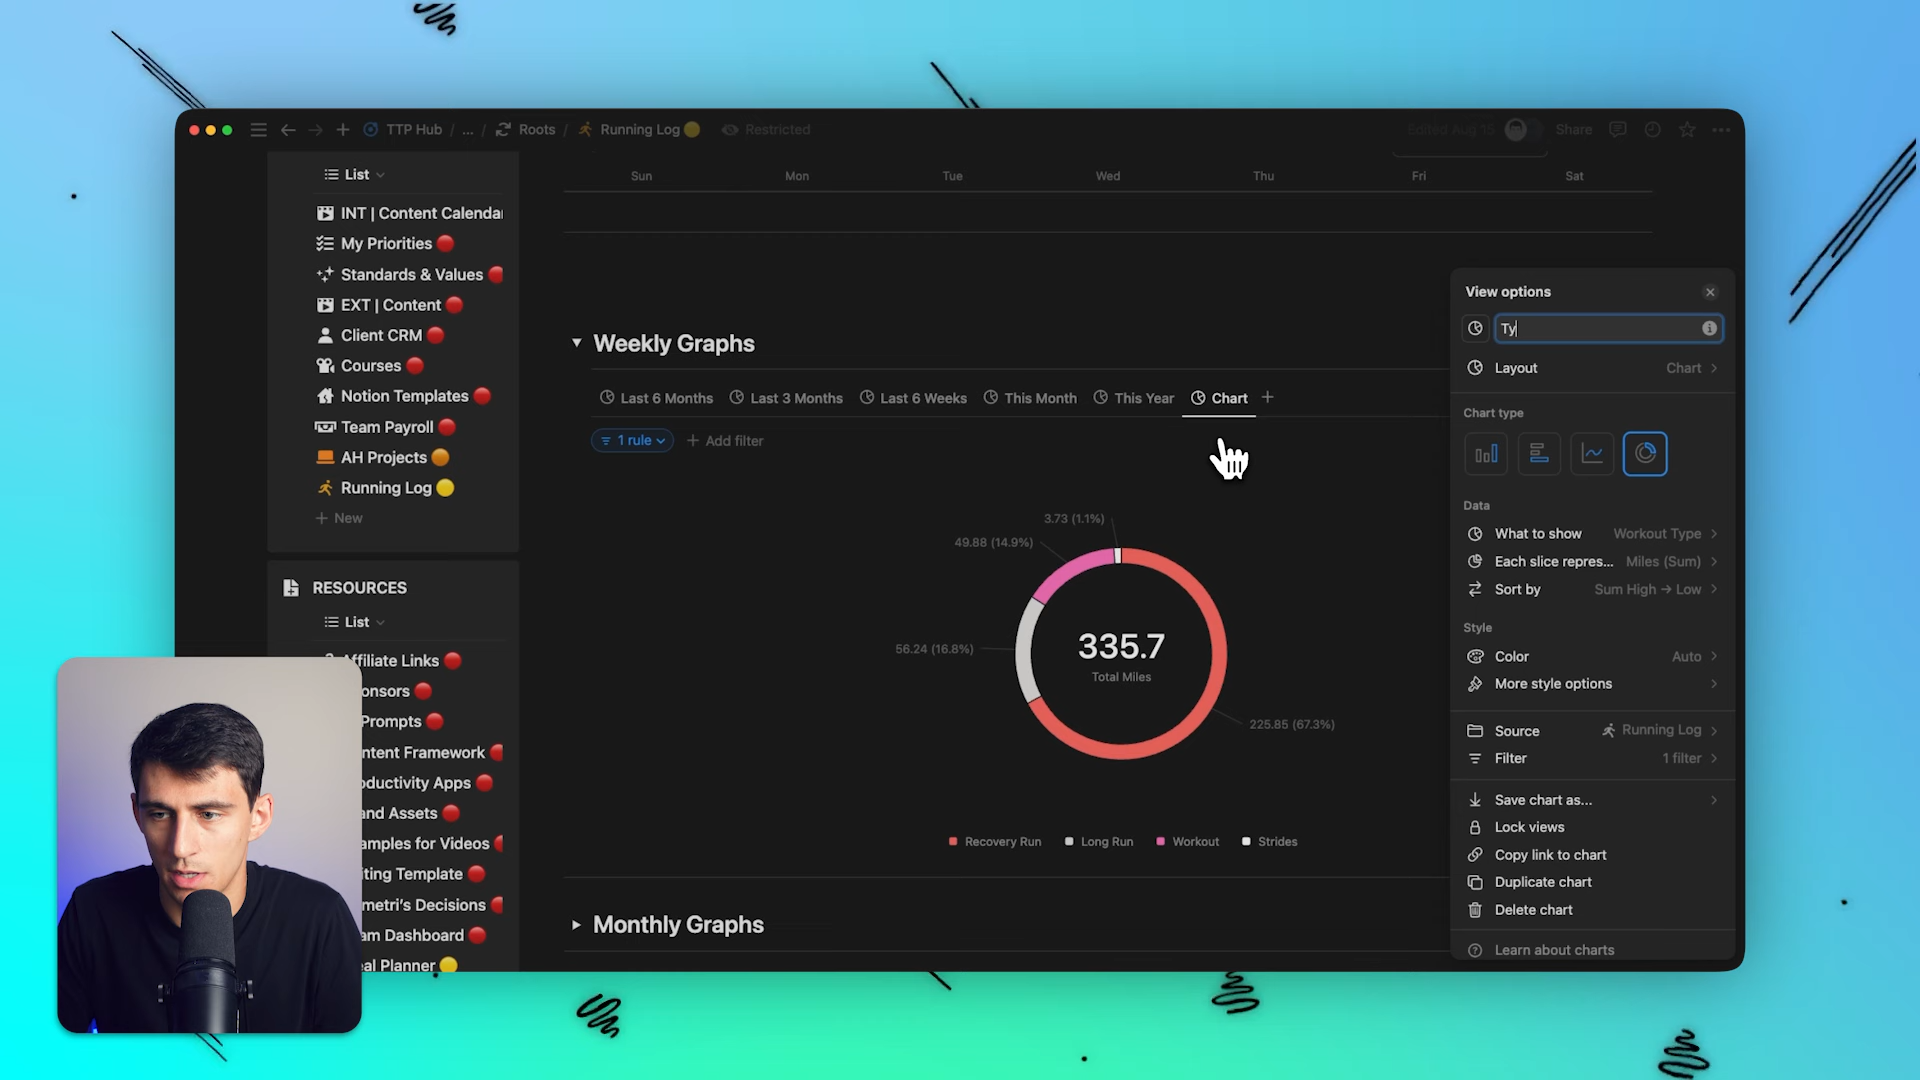 TTP Hub / ... / Roots / Running Log Restricted
Edited Aug 15 Share
List
INT | Content Calendar
My Priorities
Standards & Values
EXT | Content
Client CRM
Courses
Notion Templates
Team Payroll
AH Projects
Running Log
+ New
RESOURCES
List
Affiliate Links
onsors
Prompts
ntent Framework
oductivity Apps
and Assets
amples for Videos
iting Template
metri's Decisions
am Dashboard
eal Planner
Sun Mon Tue Wed Thu Fri Sat
Weekly Graphs
Last 6 Months Last 3 Months Last 6 Weeks This Month This Year Chart +
1 rule + Add filter
3.73 (1.1%)
49.88 (14.9%)
56.24 (16.8%)
335.7
Total Miles
225.85 (67.3%)
Recovery Run Long Run Workout Strides
Monthly Graphs
View options
Ty
Layout Chart
Chart type
Data
What to show Workout Type
Each slice repres... Miles (Sum)
Sort by Sum High → Low
Style
Color Auto
More style options
Source Running Log
Filter 1 filter
Save chart as...
Lock views
Copy link to chart
Duplicate chart
Delete chart
Learn about charts